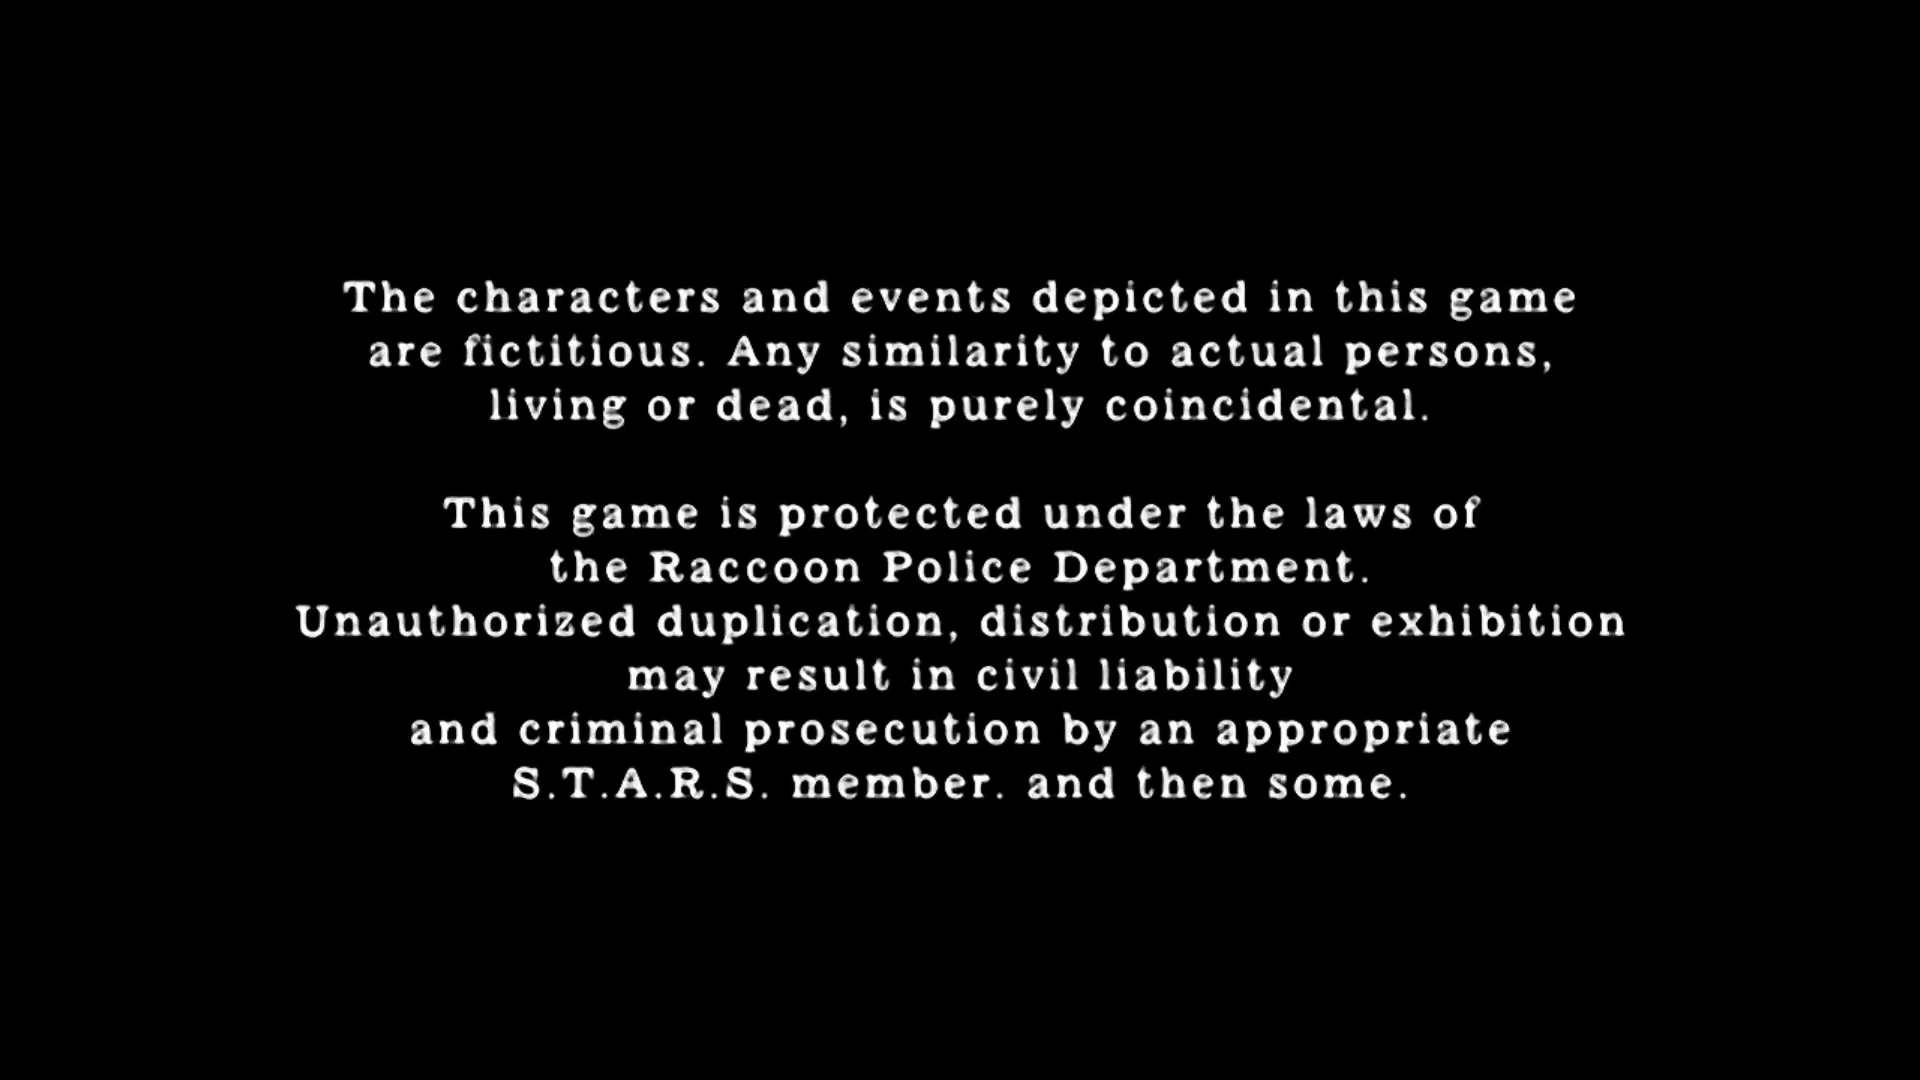 The characters and events depicted in this game
are fictitious. Any similarity to actual persons,
living or dead, is purely coincidental.
This game is protected under the laws of
the Raccoon Police Department.
Unauthorized duplication, distribution or exhibition
may result in civil liability
and criminal prosecution by an appropriate
S.T.A.R.S. member. and then some.